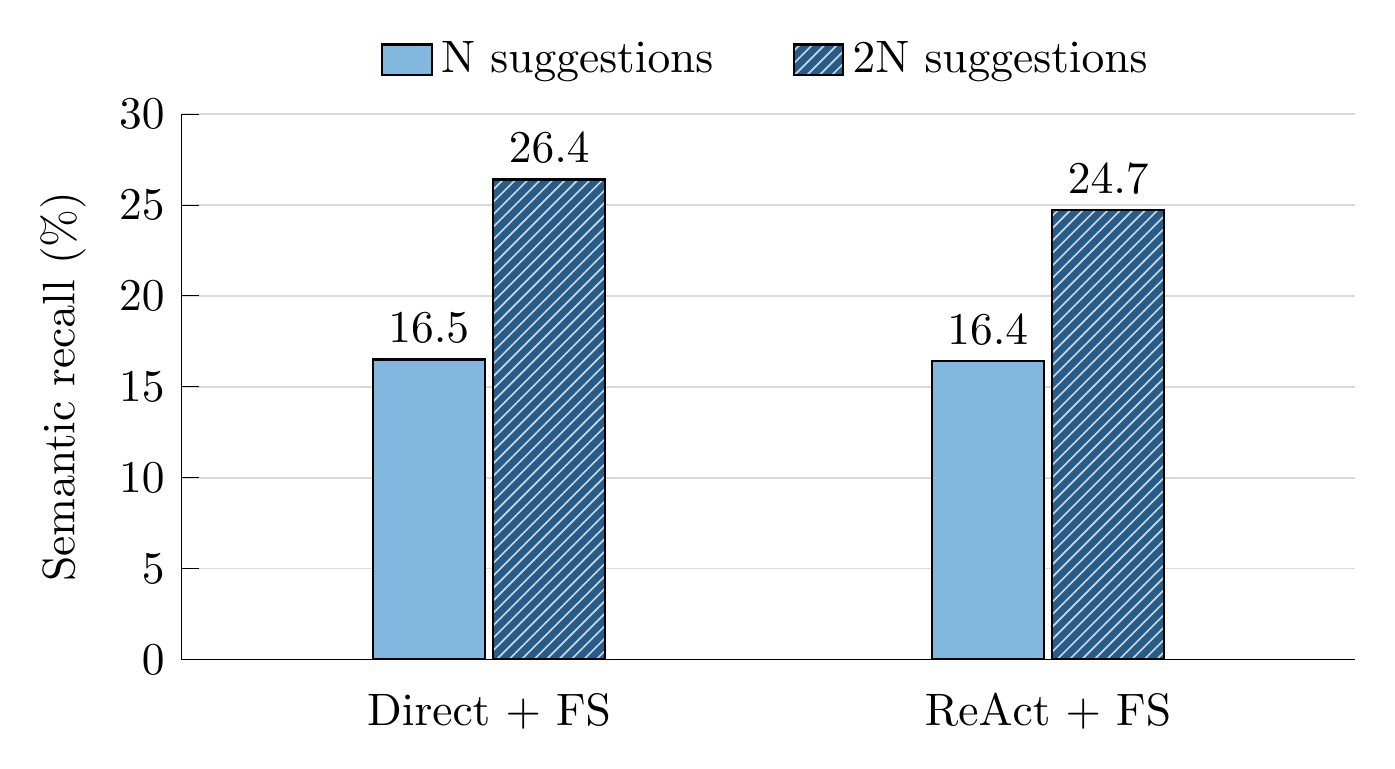 N suggestions
2N suggestions
Semantic recall (%)
30
25
20
15
10
5
0
16.5
26.4
16.4
24.7
Direct + FS
ReAct + FS